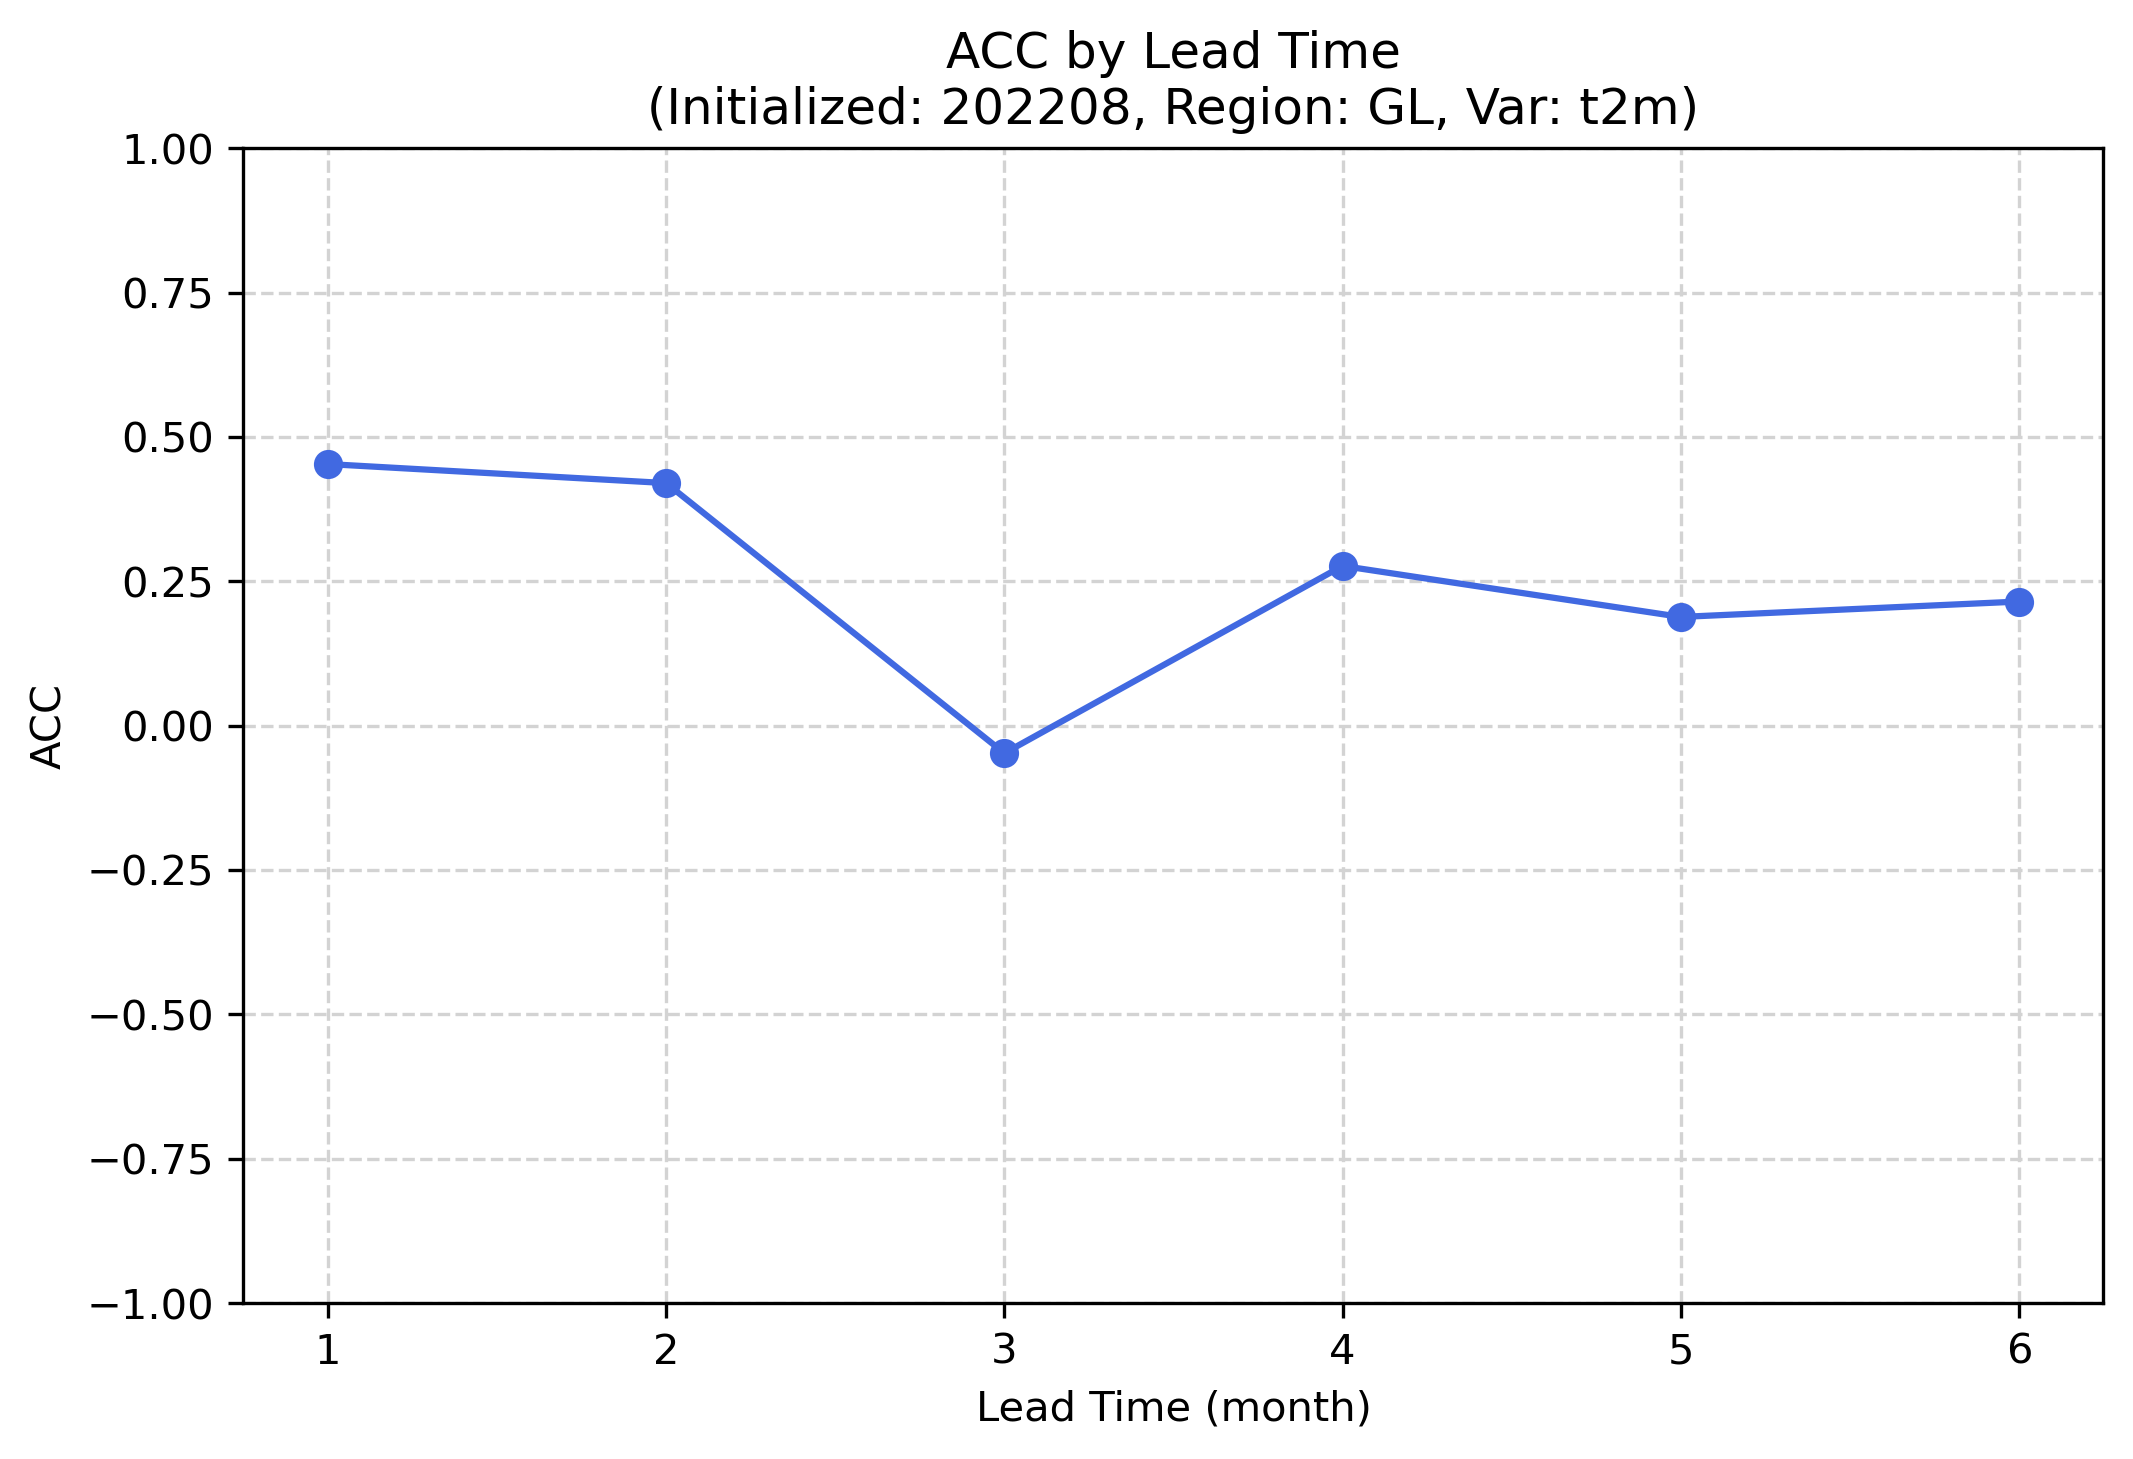 ACC by Lead Time
(Initialized: 202208, Region: GL, Var: t2m)
1.00
0.75
0.50
0.25
0.00
−0.25
−0.50
−0.75
−1.00
ACC
1 2 3 4 5 6
Lead Time (month)